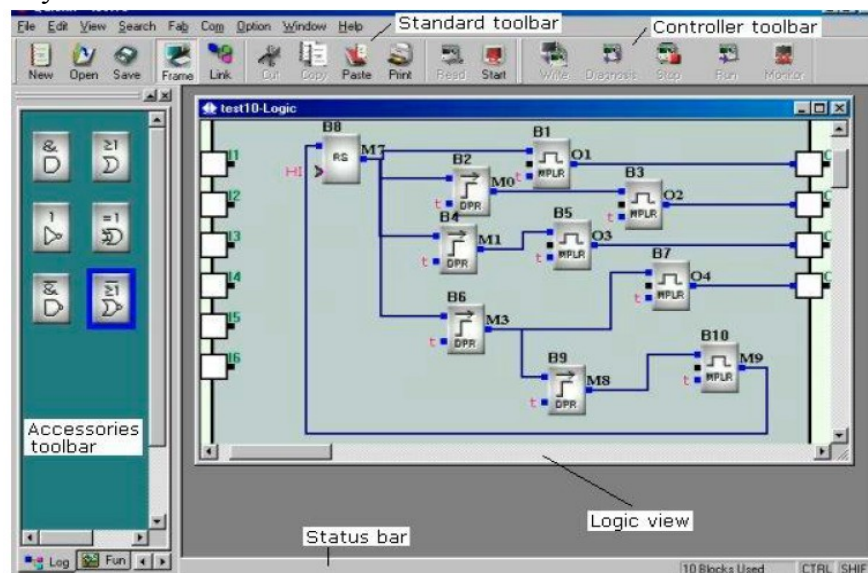 File Edit View Search Fab Com Option Window Help
Standard toolbar
Controller toolbar
New Open Save Frame Link Cut Copy Paste Print Read Start Write Diagnosis Stop Run Monitor
test10-Logic
B8
RS
M7
HI
B1
MPLR
O1
t
B2
DPR
M0
t
B3
MPLR
O2
t
B4
DPR
M1
t
B5
MPLR
O3
t
B7
MPLR
O4
t
B6
DPR
M3
t
B9
DPR
M8
t
B10
MPLR
M9
t
I1
I2
I3
I4
I5
I6
& ≥1
1 =1
& ≥1
Accessories
toolbar
Logic view
Log Fun
Status bar
10 Blocks Used CTRL